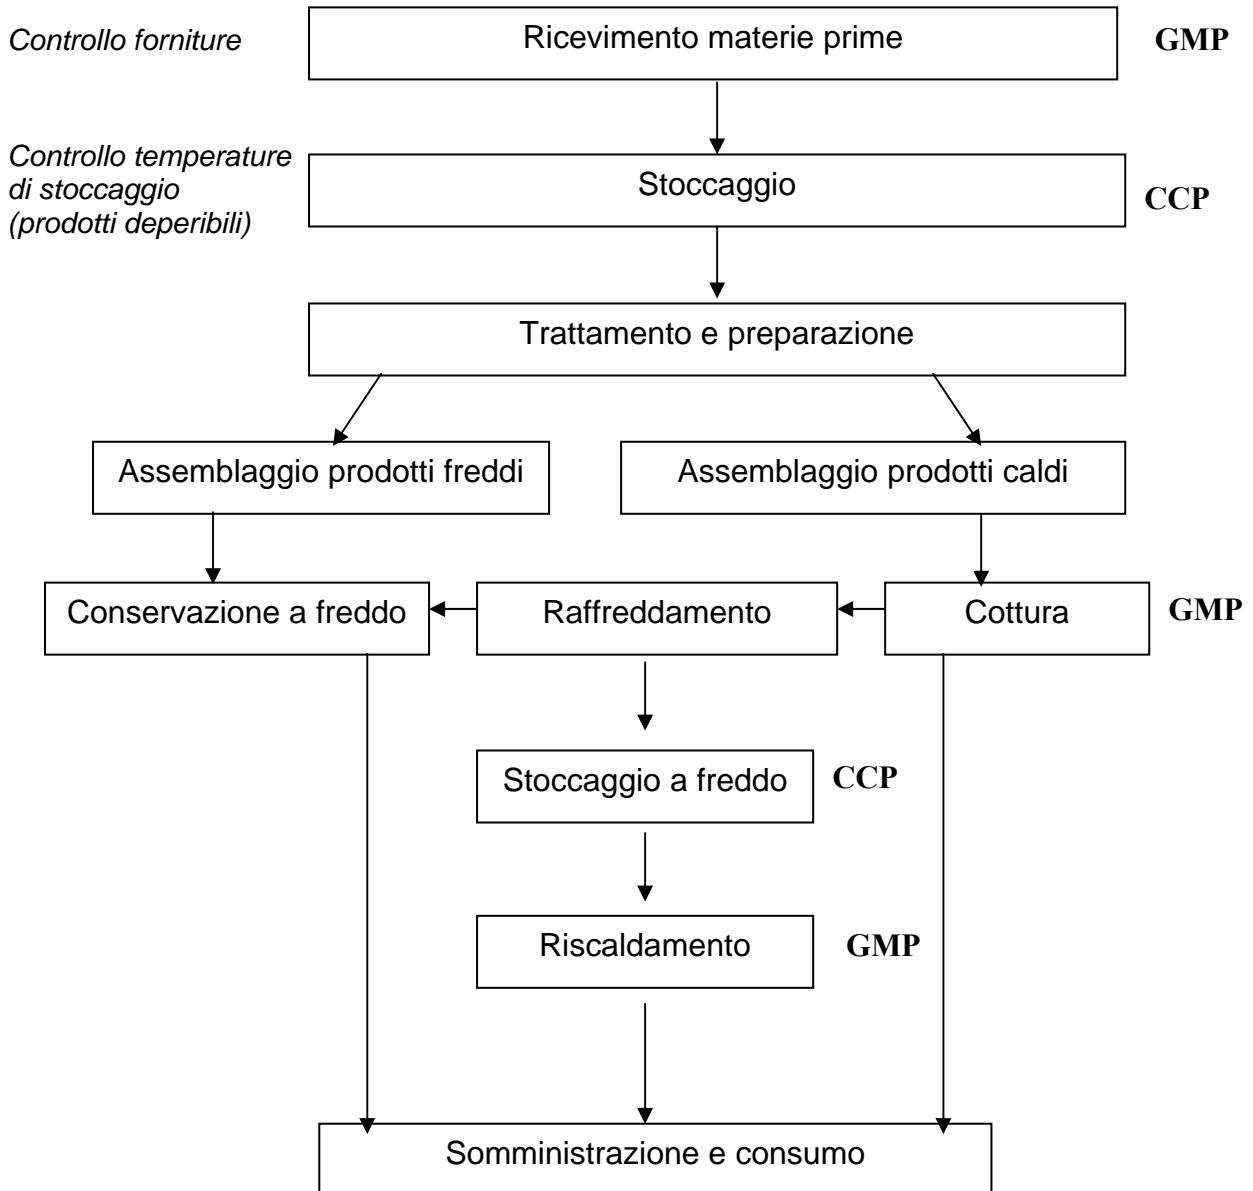 Controllo forniture
Ricevimento materie prime
GMP
Controllo temperature
di stoccaggio
(prodotti deperibili)
Stoccaggio
CCP
Trattamento e preparazione
Assemblaggio prodotti freddi
Assemblaggio prodotti caldi
Conservazione a freddo
Raffreddamento
Cottura
GMP
Stoccaggio a freddo
CCP
Riscaldamento
GMP
Somministrazione e consumo